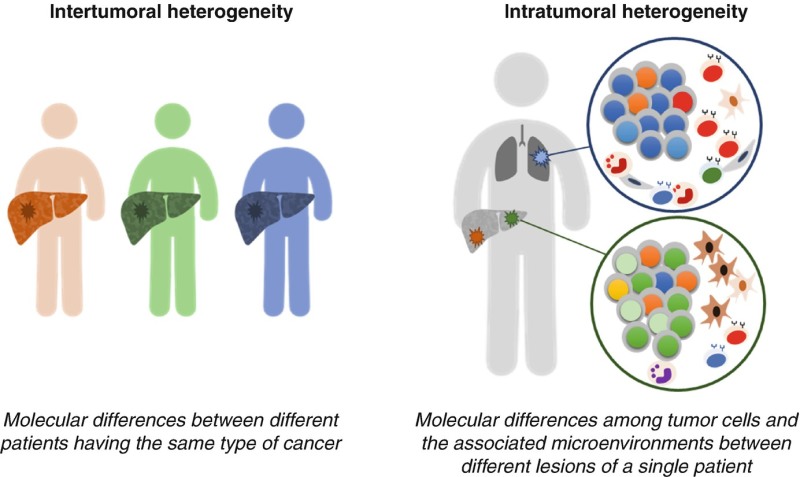 Intertumoral heterogeneity
Molecular differences between different
patients having the same type of cancer
Intratumoral heterogeneity
Molecular differences among tumor cells and
the associated microenvironments between
different lesions of a single patient